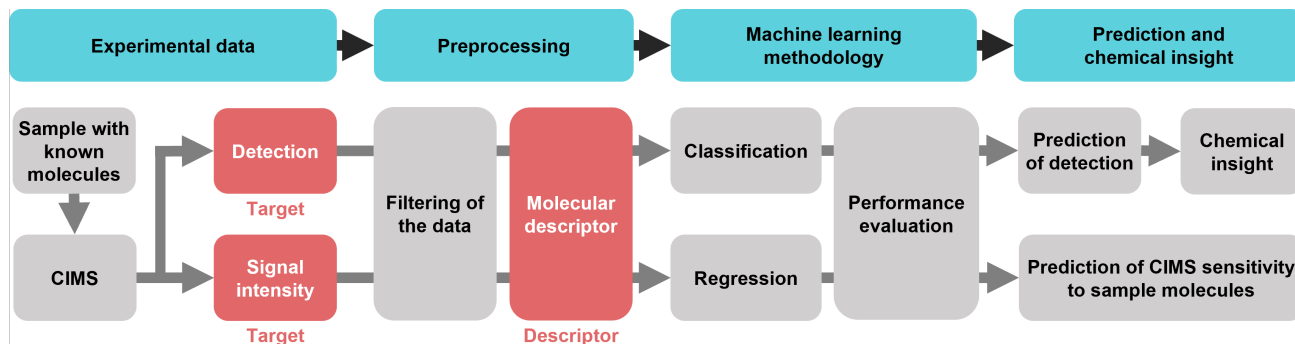 Experimental data
Preprocessing
Machine learning
methodology
Prediction and
chemical insight
Sample with
known
molecules
Detection
Target
CIMS
Signal
intensity
Target
Filtering of
the data
Molecular
descriptor
Descriptor
Classification
Regression
Performance
evaluation
Prediction
of detection
Chemical
insight
Prediction of CIMS sensitivity
to sample molecules